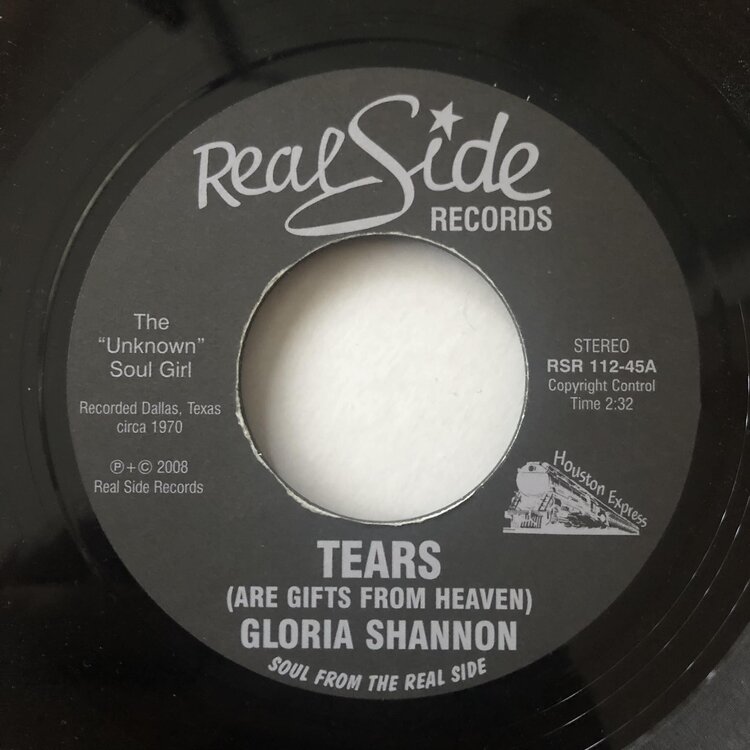 Real Side
RECORDS
The
"Unknown"
Soul Girl
Recorded Dallas, Texas
circa 1970
℗+© 2008
Real Side Records
STEREO
RSR 112-45A
Copyright Control
Time 2:32
Houston Express
TEARS
(ARE GIFTS FROM HEAVEN)
GLORIA SHANNON
SOUL FROM THE REAL SIDE